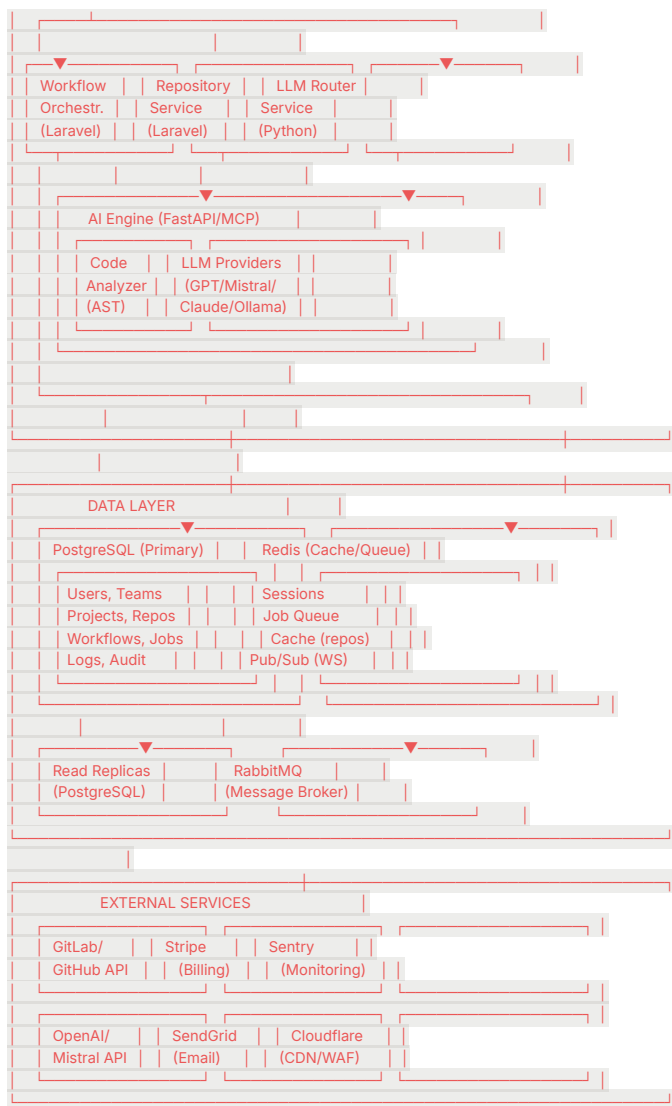 Workflow Repository LLM Router
Orchestr. Service Service
(Laravel) (Laravel) (Python)
AI Engine (FastAPI/MCP)
Code LLM Providers
Analyzer (GPT/Mistral/
(AST) Claude/Ollama)
DATA LAYER
PostgreSQL (Primary) Redis (Cache/Queue)
Users, Teams Sessions
Projects, Repos Job Queue
Workflows, Jobs Cache (repos)
Logs, Audit Pub/Sub (WS)
Read Replicas RabbitMQ
(PostgreSQL) (Message Broker)
EXTERNAL SERVICES
GitLab/ Stripe Sentry
GitHub API (Billing) (Monitoring)
OpenAI/ SendGrid Cloudflare
Mistral API (Email) (CDN/WAF)